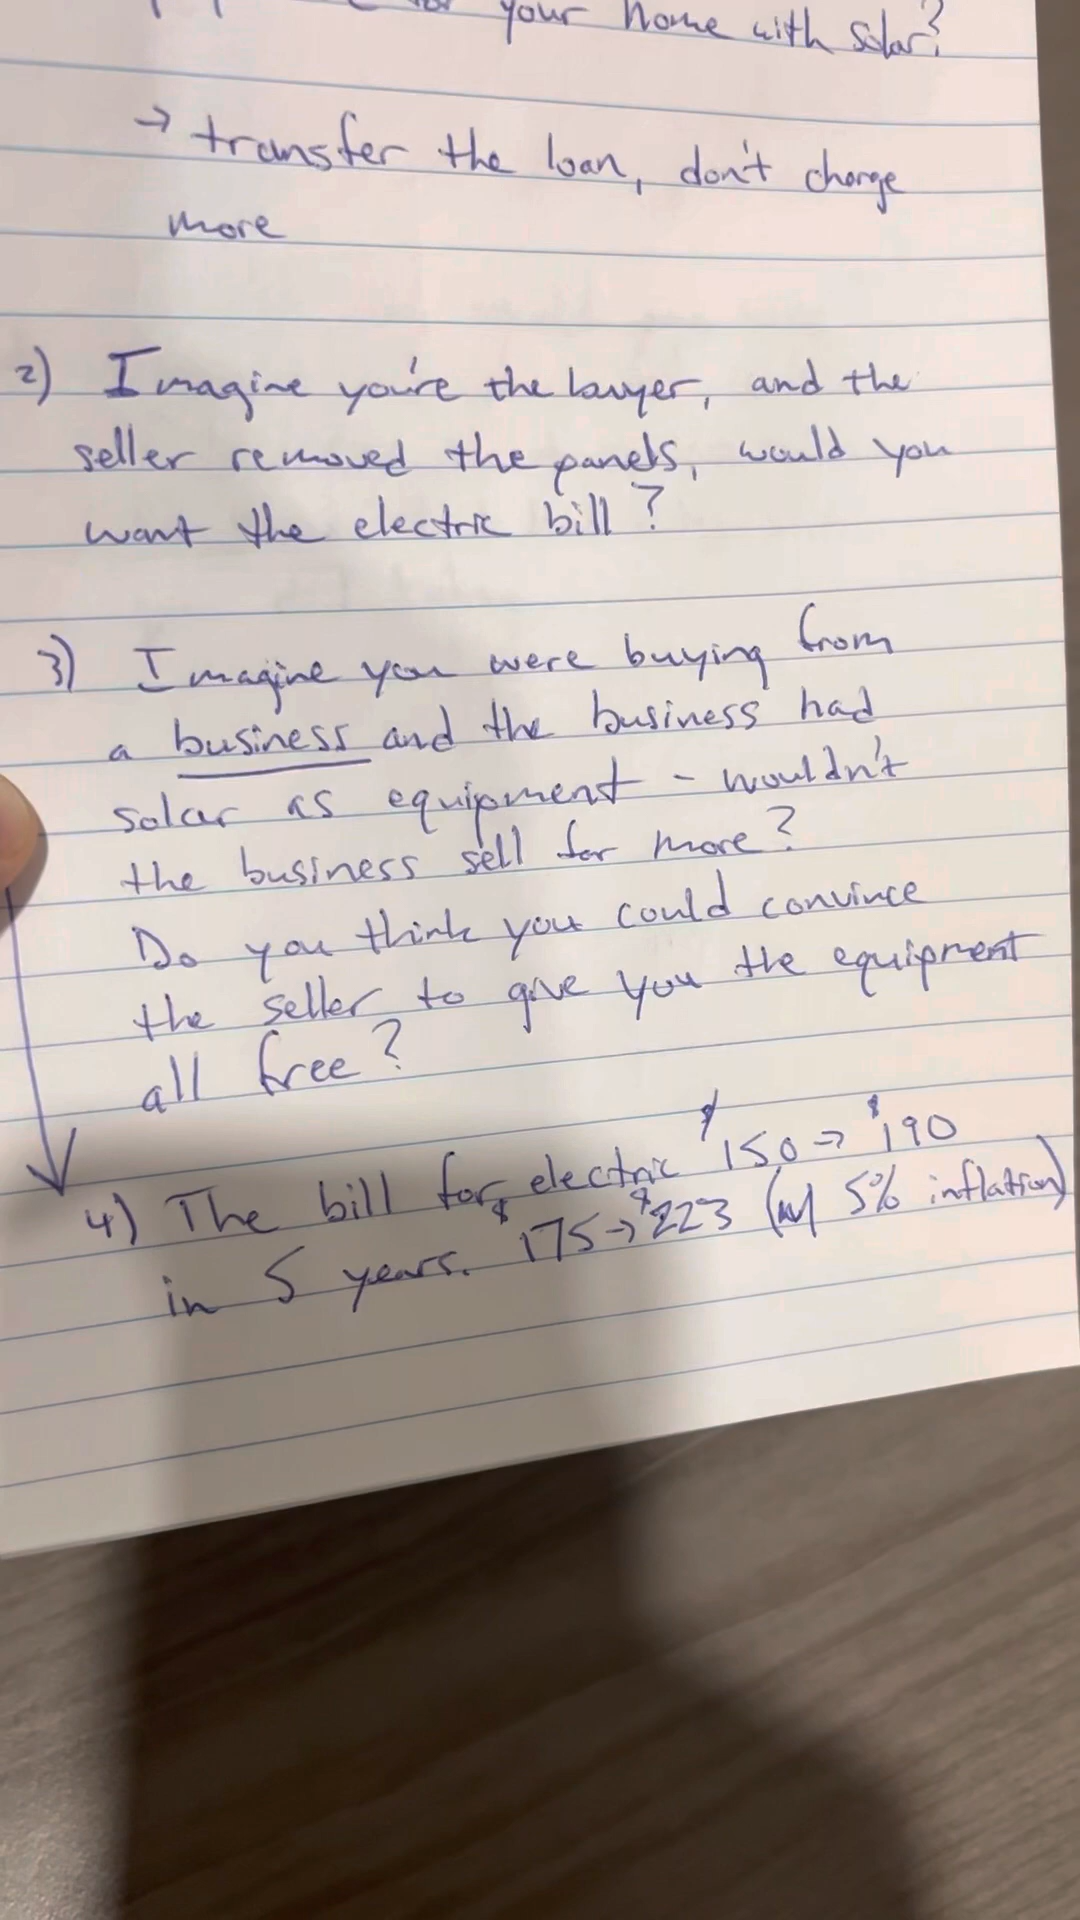 your home with solar?
→ transfer the loan, don't charge
more
2) Imagine you're the buyer, and the
seller removed the panels, would you
want the electric bill?
3) Imagine you were buying from
a business and the business had
solar as equipment - wouldn't
the business sell for more?
Do you think you could convince
the seller to give you the equipment
all free?
4) The bill for electric $150 → $190
in 5 years. $175 → $223 (w/ 5% inflation)